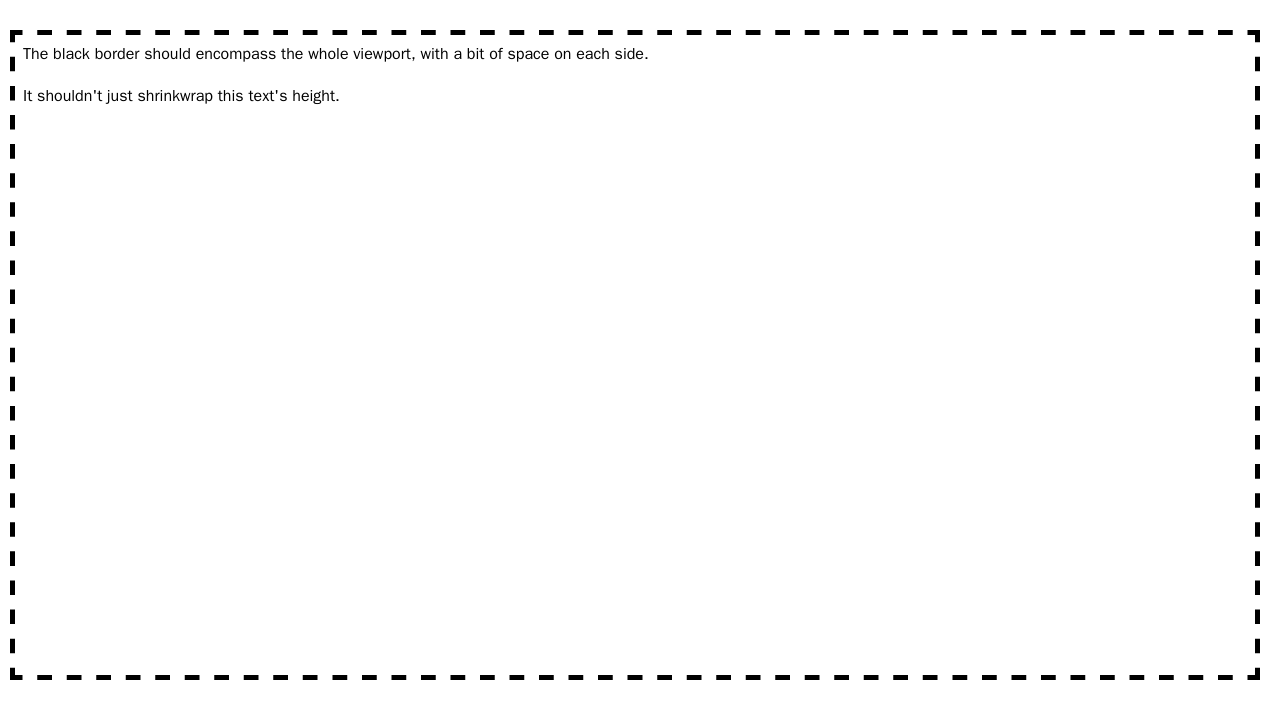 The black border should encompass the whole viewport, with a bit of space on each side.
It shouldn't just shrinkwrap this text's height.